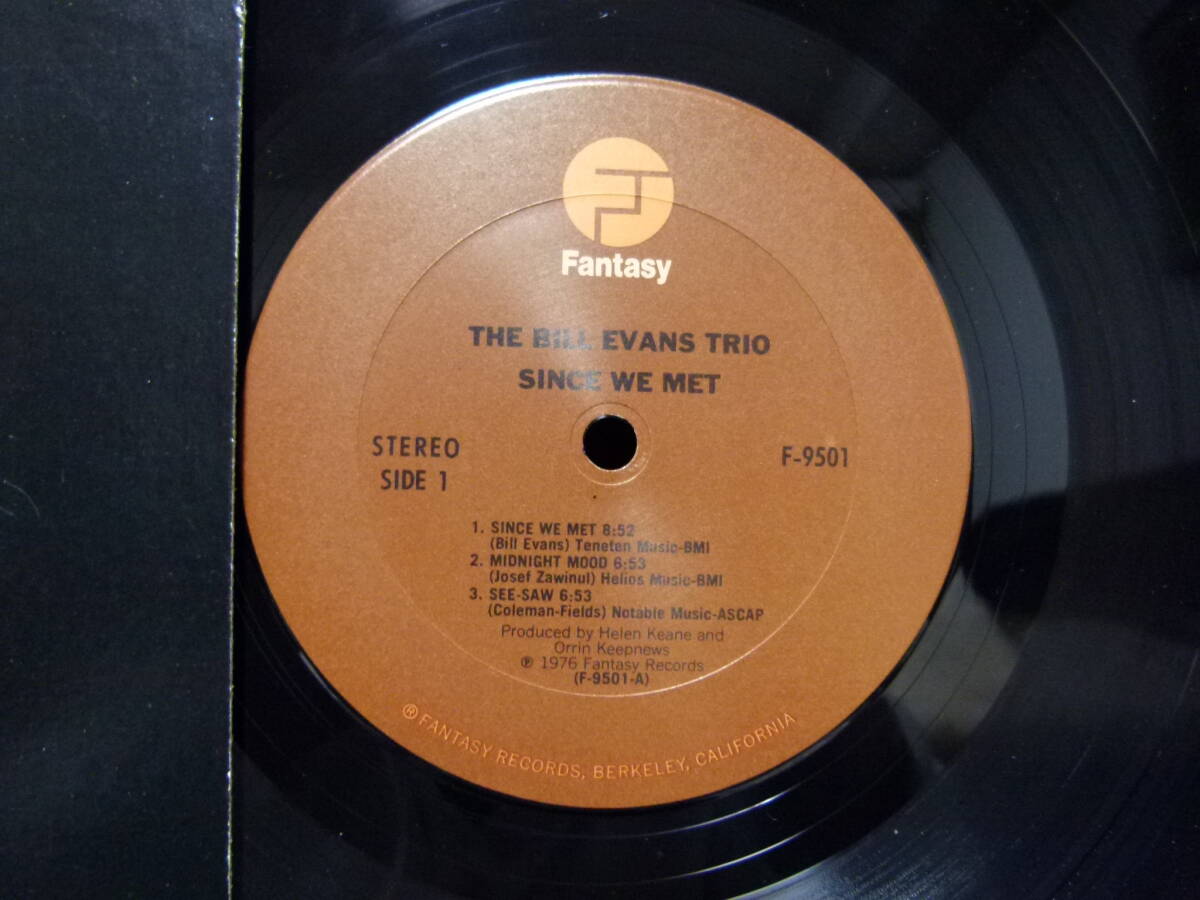 Fantasy
THE BILL EVANS TRIO
SINCE WE MET
STEREO
SIDE 1
F-9501
1. SINCE WE MET 8:52
(Bill Evans) Teneten Music-BMI
2. MIDNIGHT MOOD 6:53
(Josef Zawinul) Helios Music-BMI
3. SEE-SAW 6:53
(Coleman-Fields) Notable Music-ASCAP
Produced by Helen Keane and
Orrin Keepnews
℗ 1976 Fantasy Records
(F-9501-A)
® FANTASY RECORDS, BERKELEY, CALIFORNIA